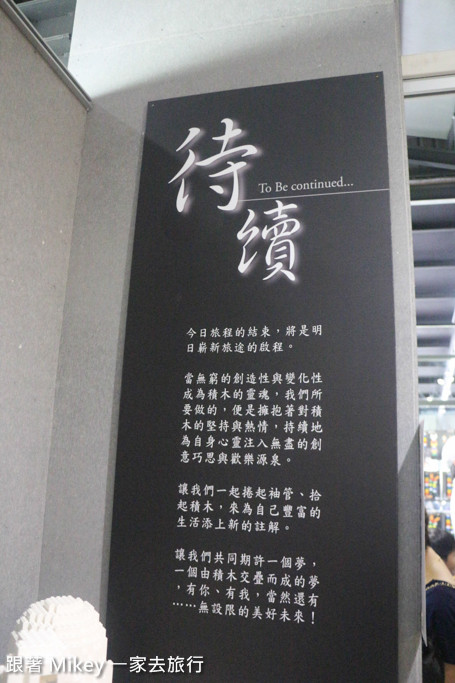 待續
To Be continued...
今日旅程的結束，將是明
日嶄新旅途的啟程。
當無窮的創造性與變化性
成為積木的靈魂，我們所
要做的，便是擁抱著對積
木的堅持與熱情，持續地
為自身心靈注入無盡的創
意巧思與歡樂源泉。
讓我們一起捲起袖管、拾
起積木，來為自己豐富的
生活添上新的註解。
讓我們共同期許一個夢，
一個由積木交疊而成的夢
，有你、有我，當然還有
……無設限的美好未來！
跟著 Mikey 一家去旅行